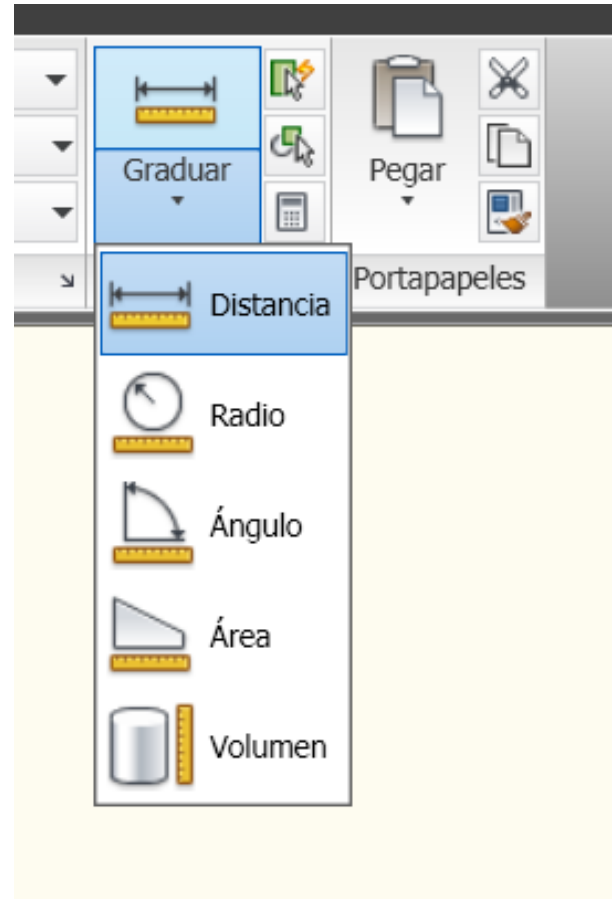 Graduar
Pegar
Portapapeles
Distancia
Radio
Ángulo
Área
Volumen